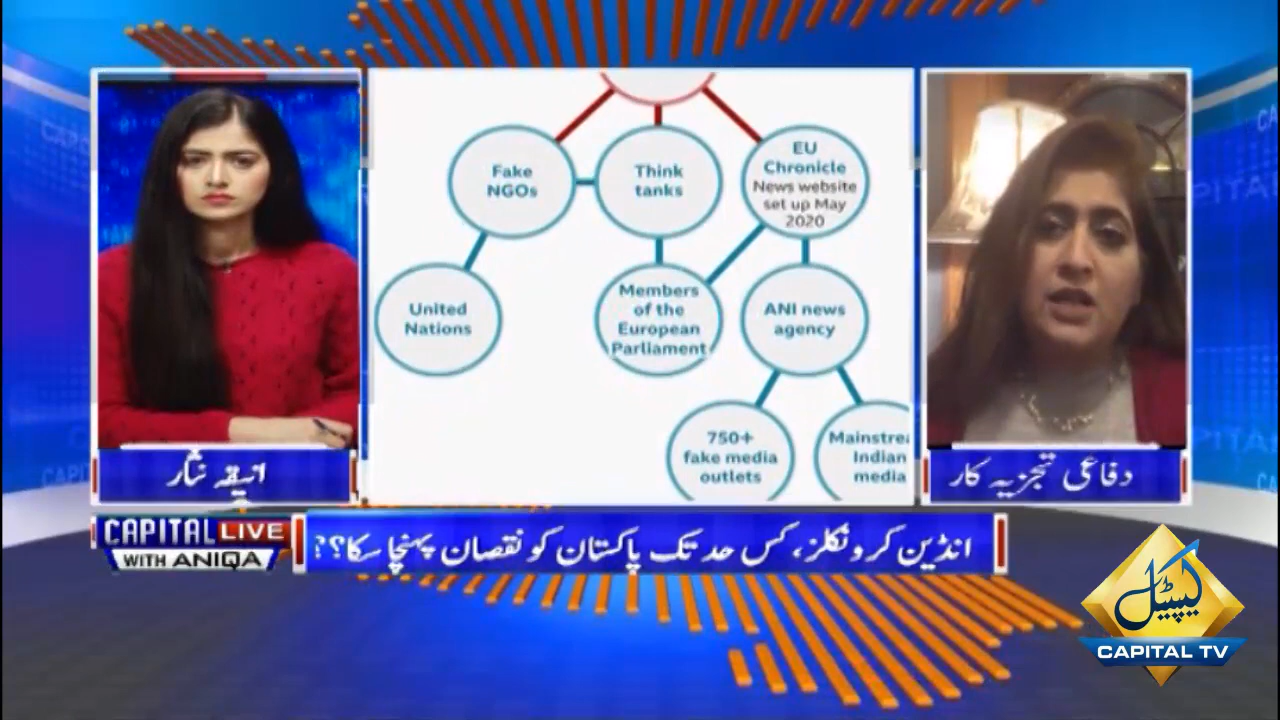 Fake
NGOs
Think
tanks
EU
Chronicle
News website
set up May
2020
United
Nations
Members
of the
European
Parliament
ANI news
agency
750+
fake media
outlets
Mainstrea
Indian
media
انیقہ نثار
دفاعی تجزیہ کار
CAPITAL LIVE
WITH ANIQA
انڈین کرونکلز، کس حد تک پاکستان کو نقصان پہنچا سکا؟؟
کیپیٹل
CAPITAL TV